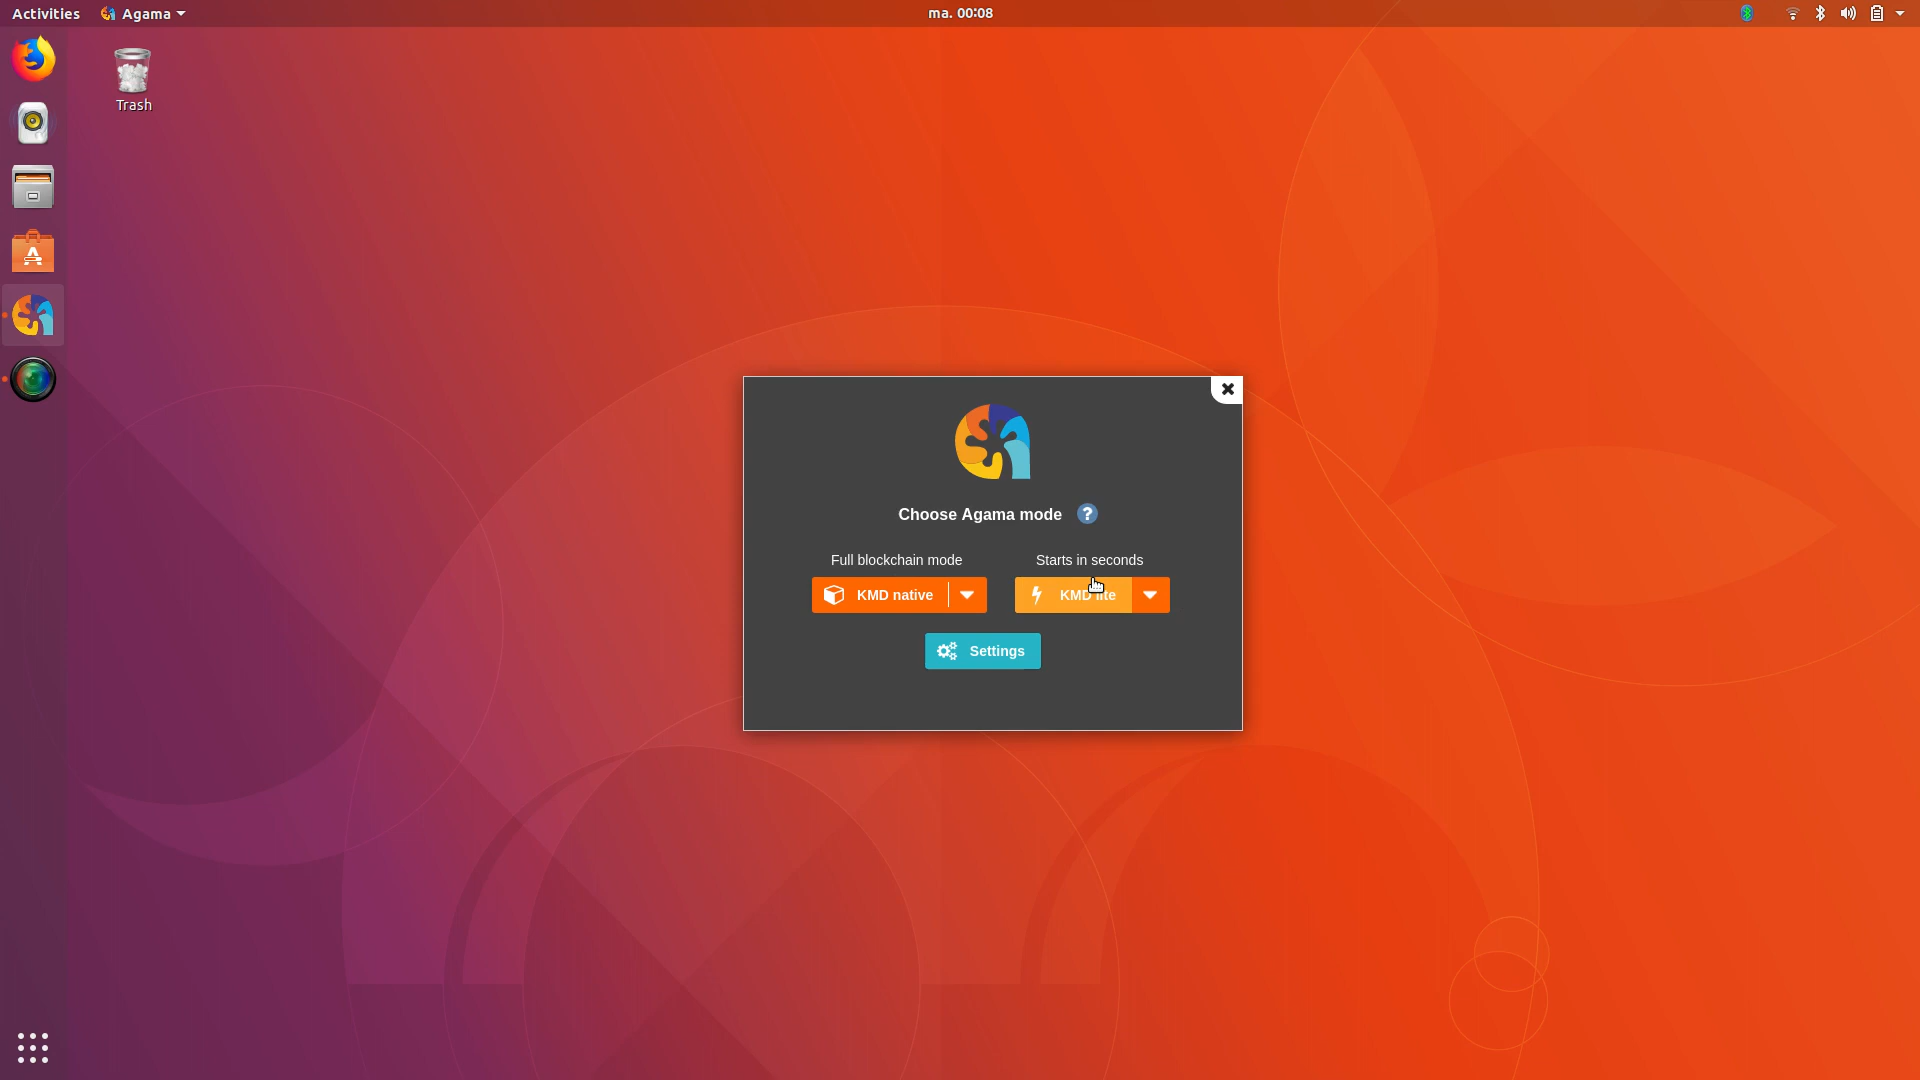 Activities
Agama
ma. 00:08
Trash
Choose Agama mode ?
Full blockchain mode
Starts in seconds
KMD native
KMD lite
Settings